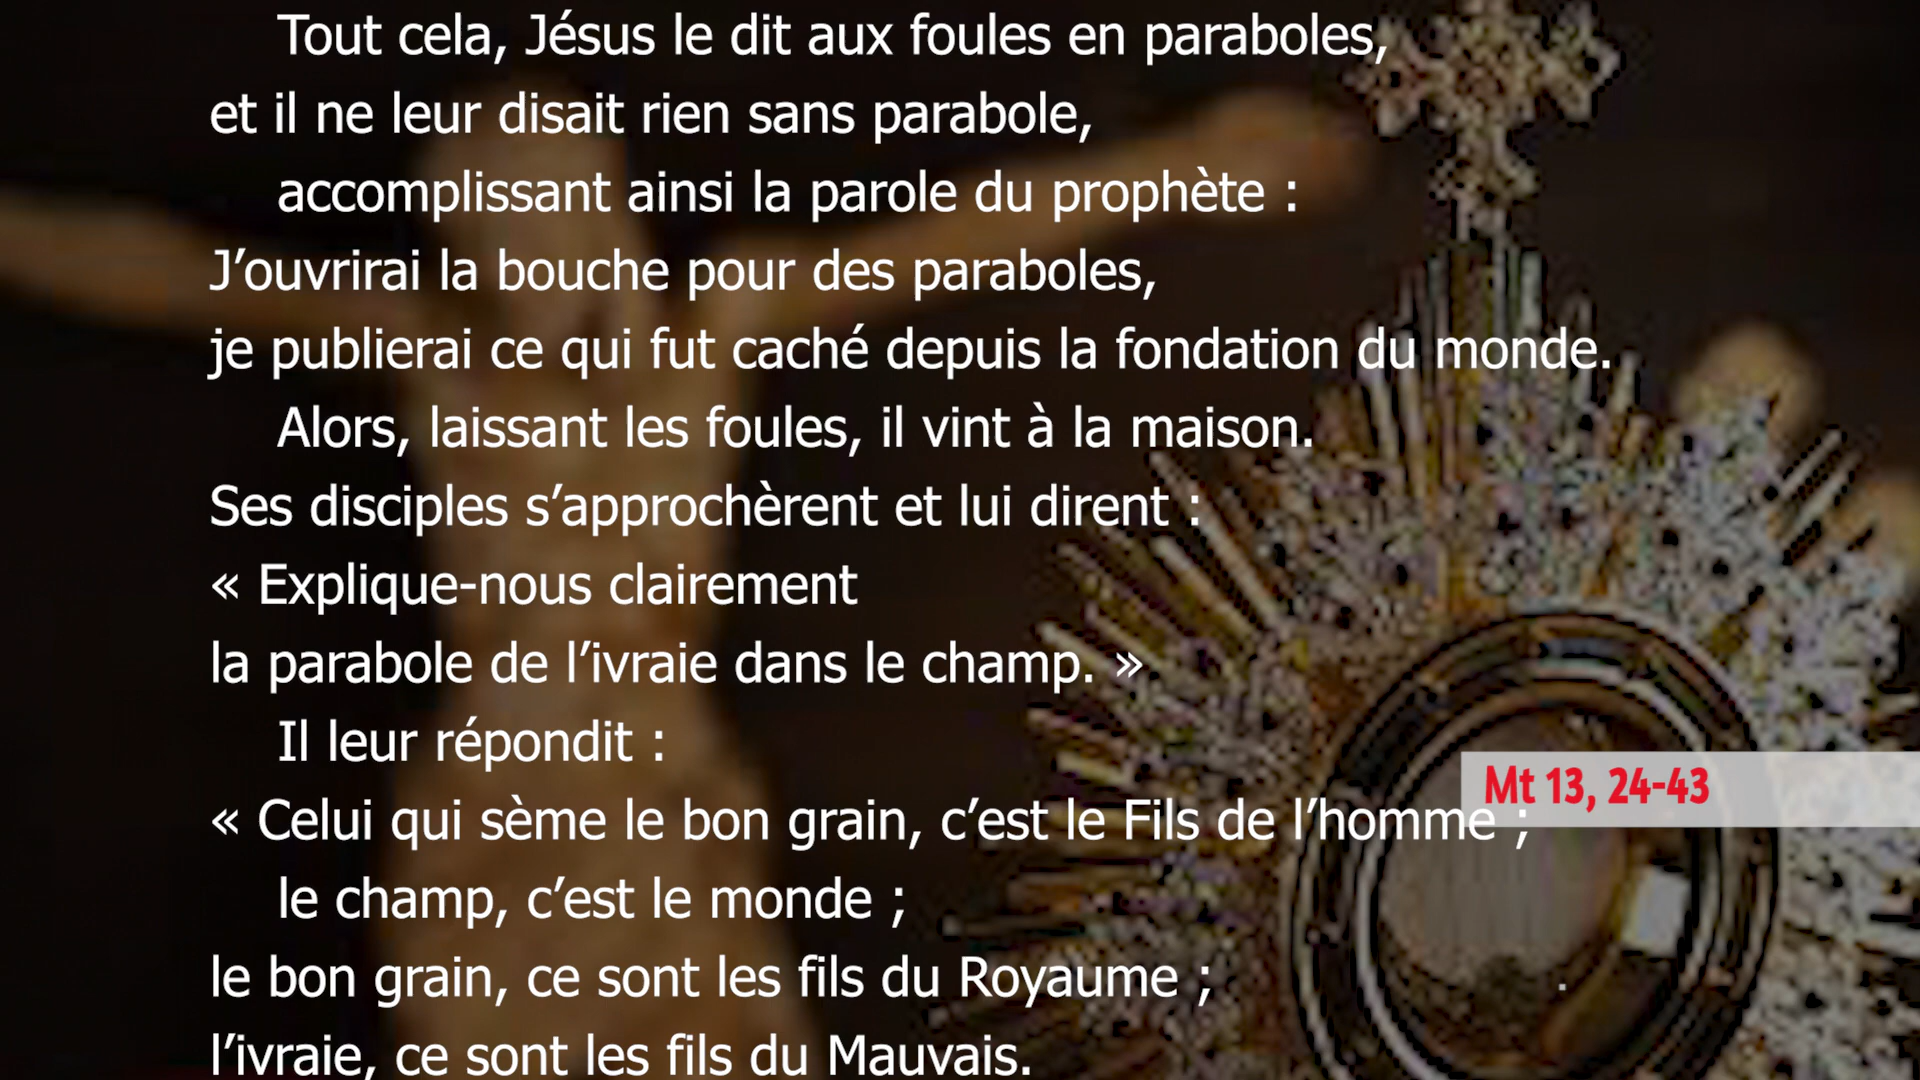 Tout cela, Jésus le dit aux foules en paraboles,
et il ne leur disait rien sans parabole,
accomplissant ainsi la parole du prophète :
J’ouvrirai la bouche pour des paraboles,
je publierai ce qui fut caché depuis la fondation du monde.
Alors, laissant les foules, il vint à la maison.
Ses disciples s’approchèrent et lui dirent :
« Explique-nous clairement
la parabole de l’ivraie dans le champ. »
Il leur répondit :
Mt 13, 24-43
« Celui qui sème le bon grain, c’est le Fils de l’homme ;
le champ, c’est le monde ;
le bon grain, ce sont les fils du Royaume ;
l’ivraie, ce sont les fils du Mauvais.